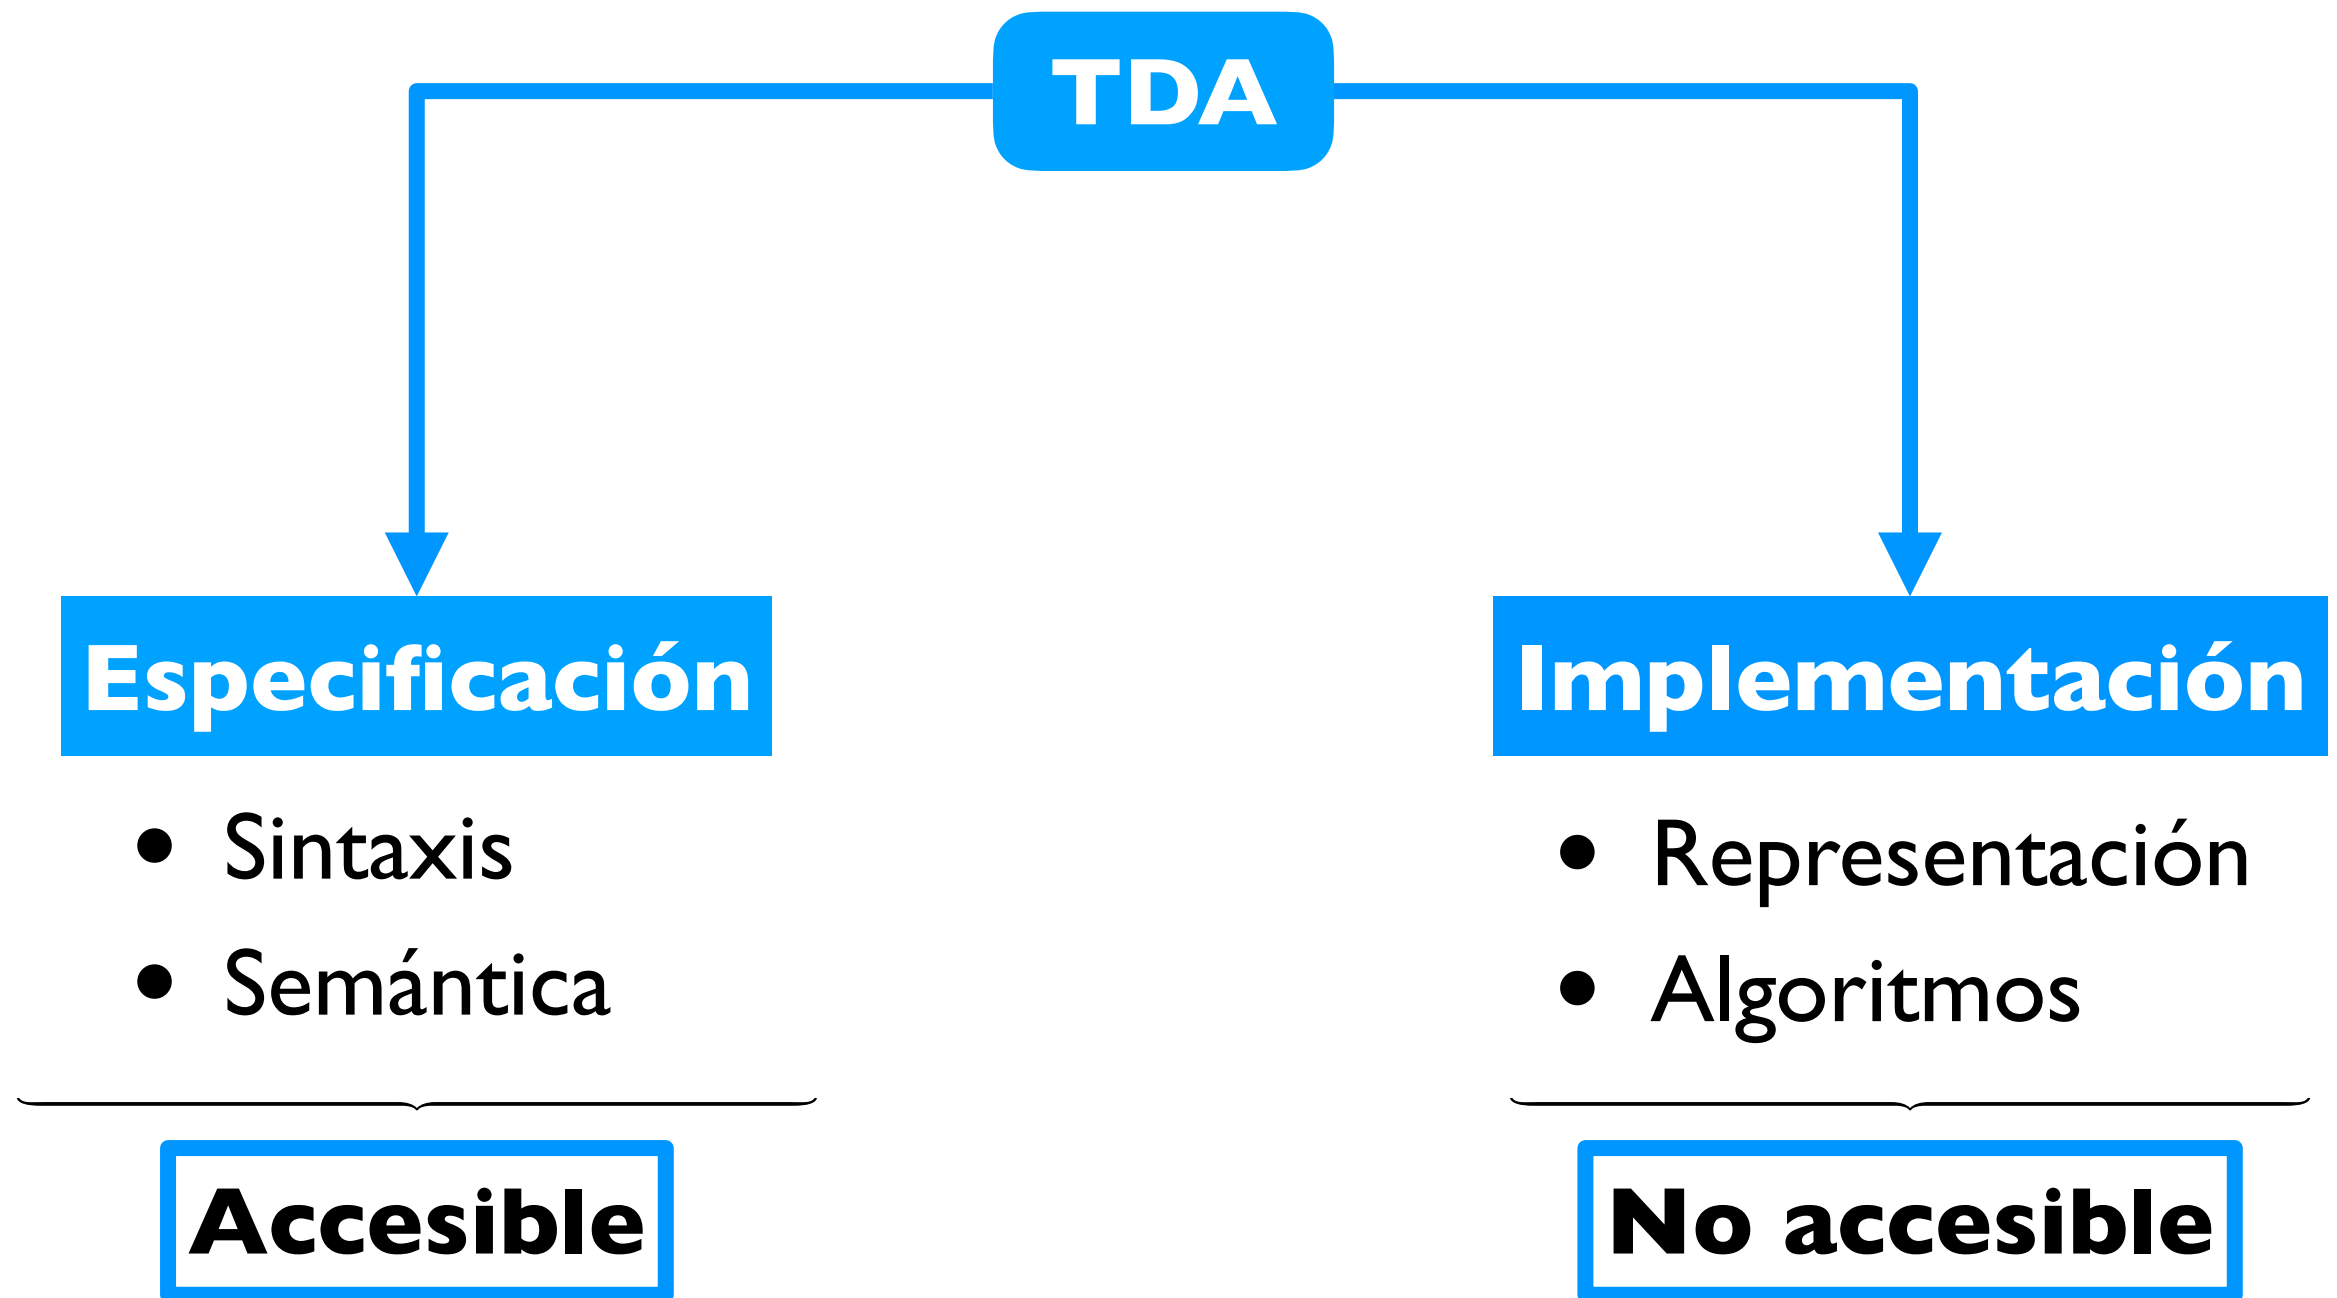 TDA
Especificación
• Sintaxis
• Semántica
Accesible
Implementación
• Representación
• Algoritmos
No accesible